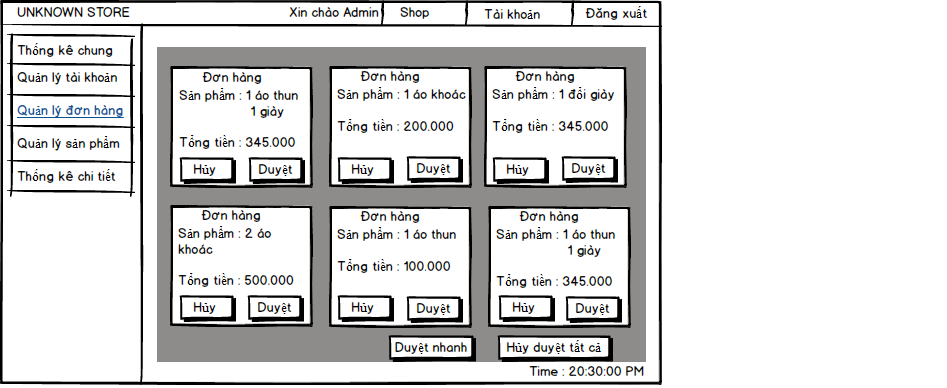 UNKNOWN STORE
Xin chào Admin
Shop
Tài khoản
Đăng xuất
Thống kê chung
Quản lý tài khoản
Quản lý đơn hàng
Quản lý sản phẩm
Thống kê chi tiết
Đơn hàng
Sản phẩm : 1 áo thun
1 giày
Tổng tiền : 345.000
Hủy
Duyệt
Đơn hàng
Sản phẩm : 1 áo khoác
Tổng tiền : 200.000
Hủy
Duyệt
Đơn hàng
Sản phẩm : 1 đổi giày
Tổng tiền : 345.000
Hủy
Duyệt
Đơn hàng
Sản phẩm : 2 áo
khoác
Tổng tiền : 500.000
Hủy
Duyệt
Đơn hàng
Sản phẩm : 1 áo thun
Tổng tiền : 100.000
Hủy
Duyệt
Đơn hàng
Sản phẩm : 1 áo thun
1 giày
Tổng tiền : 345.000
Hủy
Duyệt
Duyệt nhanh
Hủy duyệt tất cả
Time : 20:30:00 PM